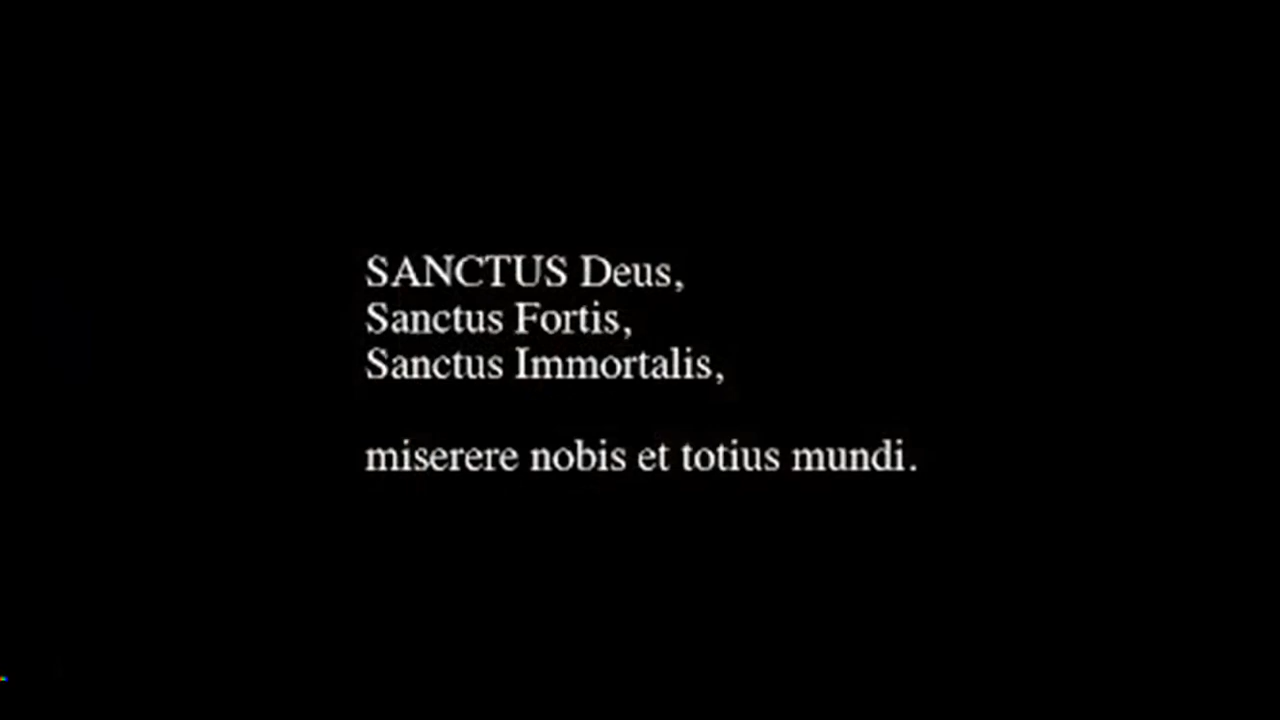 SANCTUS Deus,
Sanctus Fortis,
Sanctus Immortalis,
miserere nobis et totius mundi.